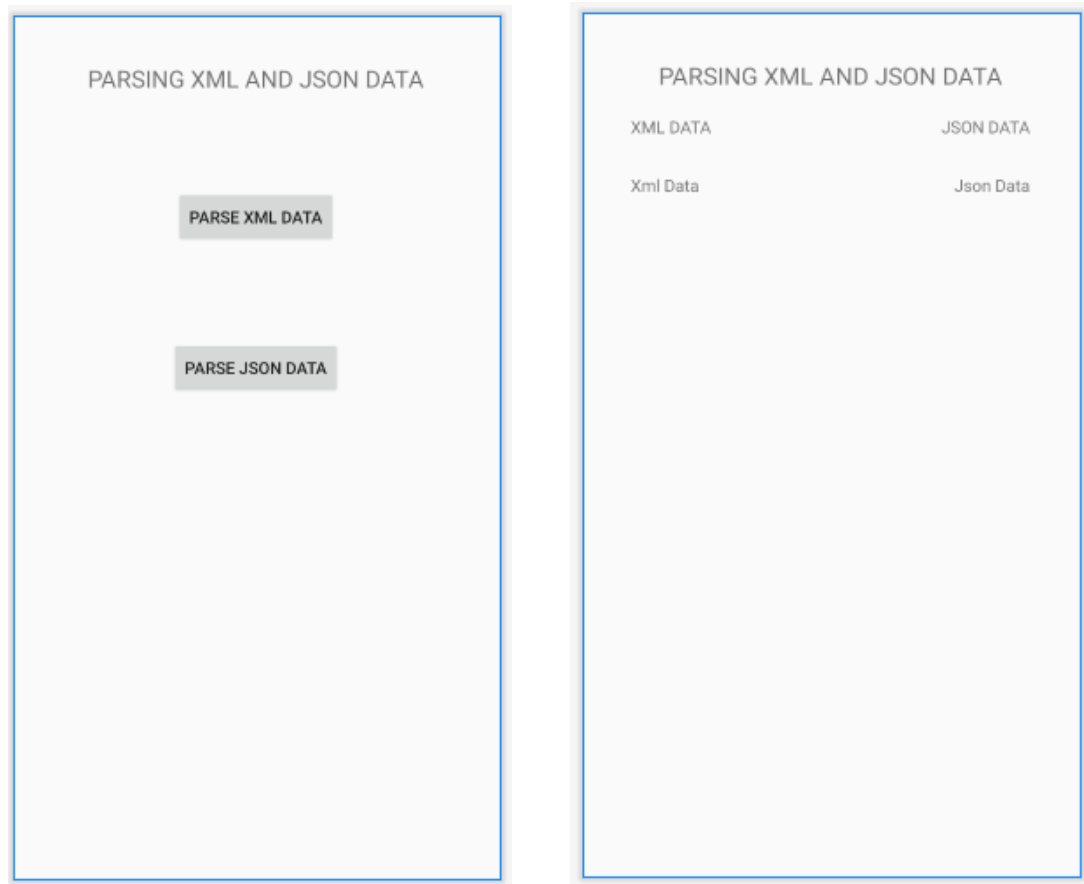 PARSING XML AND JSON DATA
PARSE XML DATA
PARSE JSON DATA
PARSING XML AND JSON DATA
XML DATA JSON DATA
Xml Data Json Data